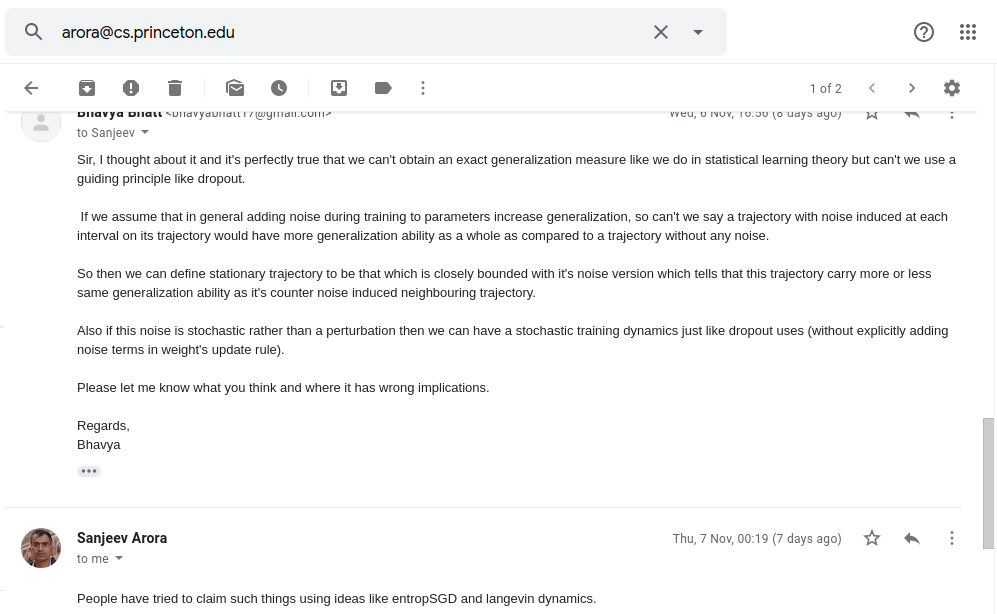 arora@cs.princeton.edu
1 of 2
Bhavya Bhatt <bhavyabhatt17@gmail.com> Wed, 6 Nov, 16:56 (8 days ago)
to Sanjeev
Sir, I thought about it and it's perfectly true that we can't obtain an exact generalization measure like we do in statistical learning theory but can't we use a
guiding principle like dropout.
If we assume that in general adding noise during training to parameters increase generalization, so can't we say a trajectory with noise induced at each
interval on its trajectory would have more generalization ability as a whole as compared to a trajectory without any noise.
So then we can define stationary trajectory to be that which is closely bounded with it's noise version which tells that this trajectory carry more or less
same generalization ability as it's counter noise induced neighbouring trajectory.
Also if this noise is stochastic rather than a perturbation then we can have a stochastic training dynamics just like dropout uses (without explicitly adding
noise terms in weight's update rule).
Please let me know what you think and where it has wrong implications.
Regards,
Bhavya
Sanjeev Arora Thu, 7 Nov, 00:19 (7 days ago)
to me
People have tried to claim such things using ideas like entropSGD and langevin dynamics.